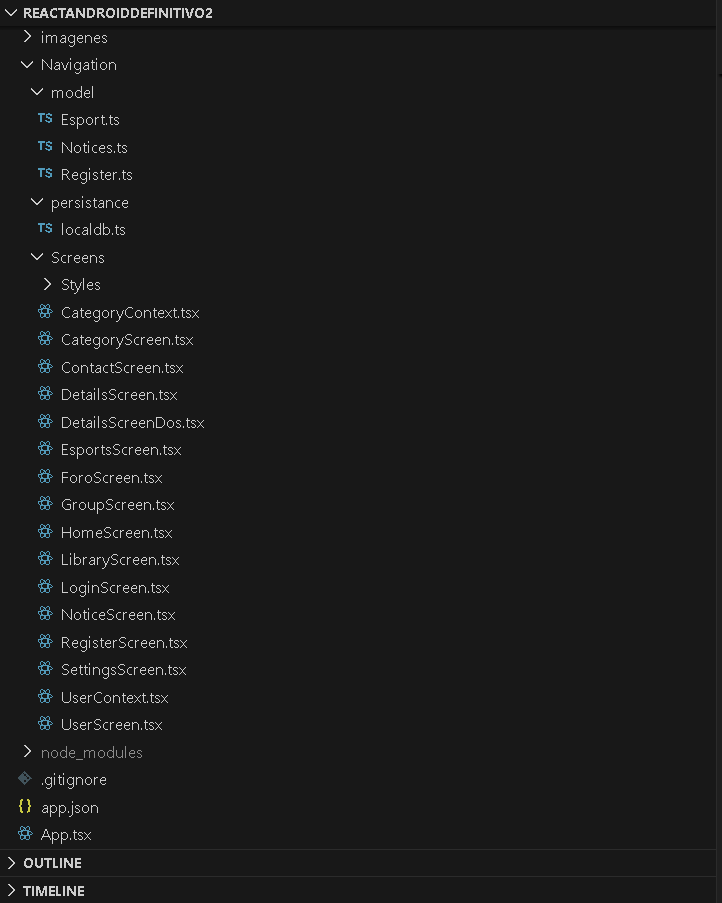 REACTANDROIDDEFINITIVO2
imagenes
Navigation
model
TS Esport.ts
TS Notices.ts
TS Register.ts
persistance
TS localdb.ts
Screens
Styles
CategoryContext.tsx
CategoryScreen.tsx
ContactScreen.tsx
DetailsScreen.tsx
DetailsScreenDos.tsx
EsportsScreen.tsx
ForoScreen.tsx
GroupScreen.tsx
HomeScreen.tsx
LibraryScreen.tsx
LoginScreen.tsx
NoticeScreen.tsx
RegisterScreen.tsx
SettingsScreen.tsx
UserContext.tsx
UserScreen.tsx
node_modules
.gitignore
{} app.json
App.tsx
OUTLINE
TIMELINE